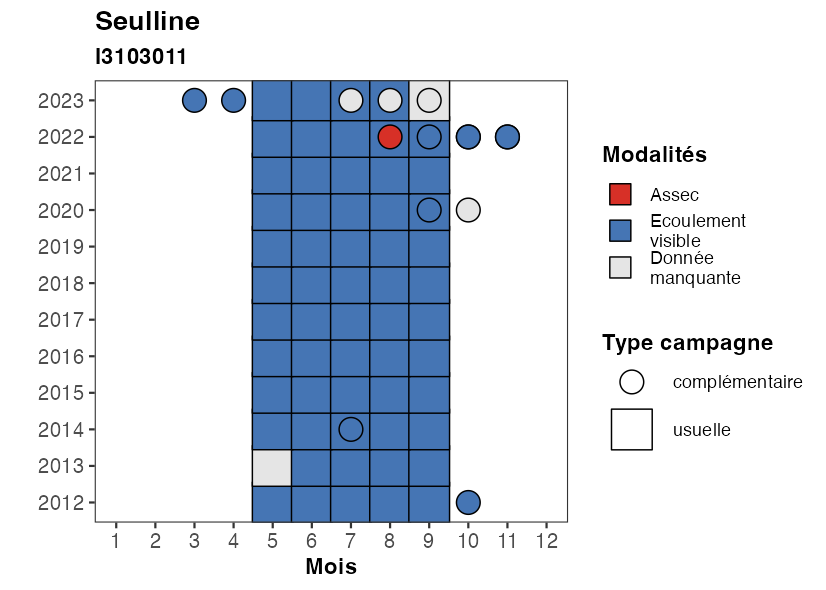 Seulline
I3103011
2023
2022
2021
2020
2019
2018
2017
2016
2015
2014
2013
2012
1 2 3 4 5 6 7 8 9 10 11 12
Mois
Modalités
Assec
Ecoulement
visible
Donnée
manquante
Type campagne
complémentaire
usuelle